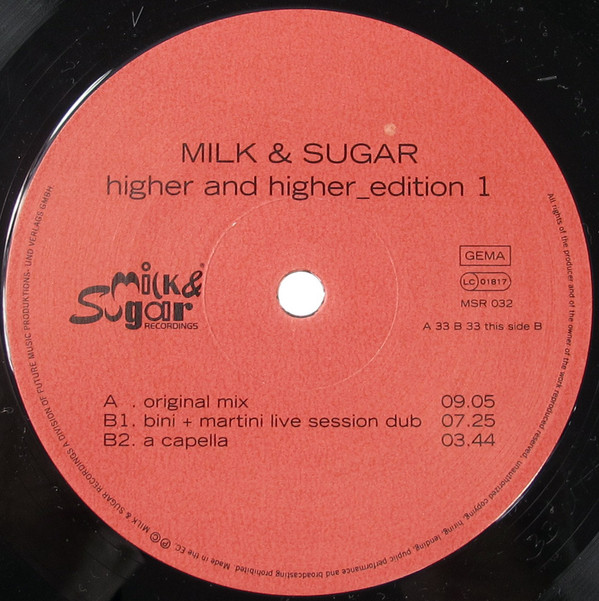 MILK & SUGAR
higher and higher_edition 1
milk &
Sugar
RECORDINGS
GEMA
LC 01817
MSR 032
A 33 B 33 this side B
A . original mix 09.05
B1. bini + martini live session dub 07.25
B2. a capella 03.44
All rights of the producer and of the owner of the work reproduced reserved, unauthorized copying, hiring, lending, public performance and broadcasting prohibited. Made in the EC. ℗ © MILK & SUGAR RECORDINGS A DIVISION OF FUTURE MUSIC PRODUKTIONS- UND VERLAGS GMBH.
33